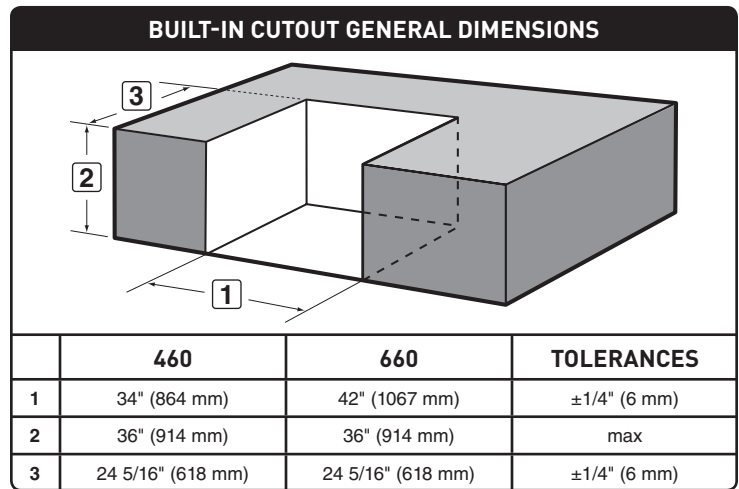 BUILT-IN CUTOUT GENERAL DIMENSIONS
3
2
1
460 660 TOLERANCES
1 34" (864 mm) 42" (1067 mm) ±1/4" (6 mm)
2 36" (914 mm) 36" (914 mm) max
3 24 5/16" (618 mm) 24 5/16" (618 mm) ±1/4" (6 mm)